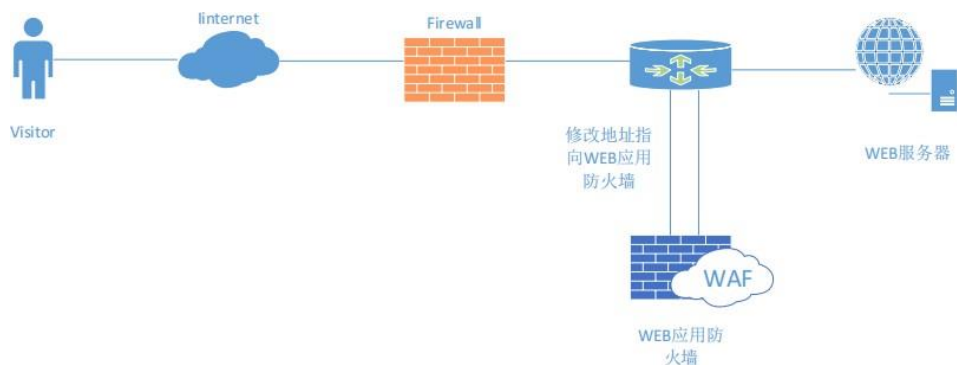 Iinternet
Firewall
Visitor
修改地址指
向WEB应用
防火墙
WEB服务器
WAF
WEB应用防
火墙